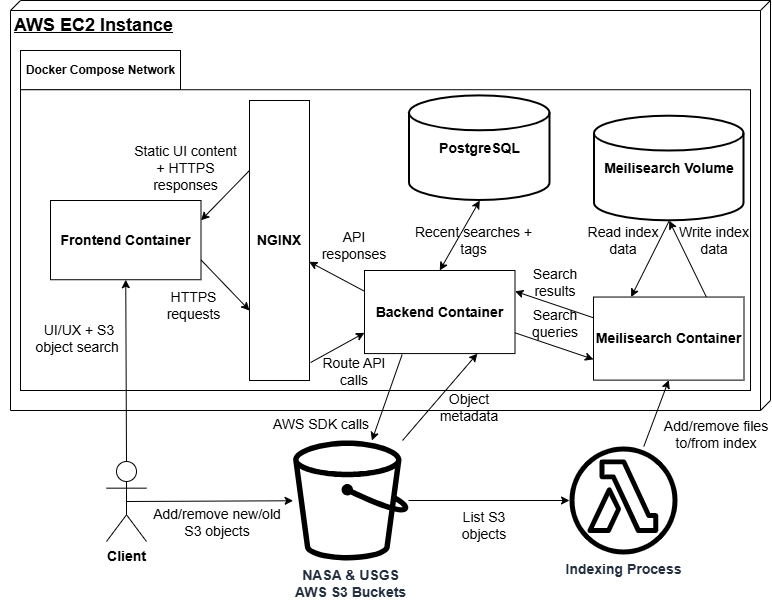 AWS EC2 Instance
Docker Compose Network
PostgreSQL
Meilisearch Volume
Static UI content
+ HTTPS
responses
Frontend Container
NGINX
API
responses
Recent searches +
tags
Read index
data
Write index
data
HTTPS
requests
Search
results
Backend Container
Search
queries
Meilisearch Container
UI/UX + S3
object search
Route API
calls
Object
metadata
AWS SDK calls
Add/remove files
to/from index
Add/remove new/old
S3 objects
List S3
objects
Client
NASA & USGS
AWS S3 Buckets
Indexing Process